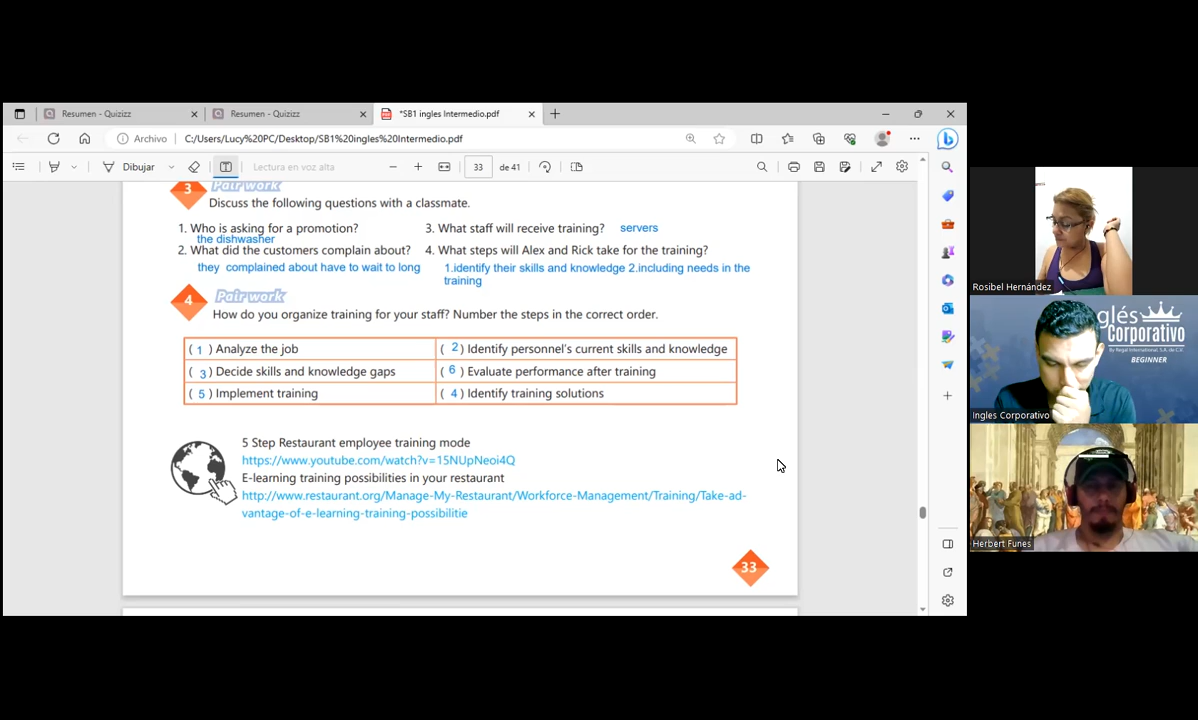 Resumen - Quizizz
Resumen - Quizizz
*SB1 ingles Intermedio.pdf
Archivo
C:/Users/Lucy%20PC/Desktop/SB1%20ingles%20Intermedio.pdf
Dibujar
Lectura en voz alta
33
de 41
3
Pair work
Discuss the following questions with a classmate.
1. Who is asking for a promotion?
the dishwasher
2. What did the customers complain about?
they complained about have to wait to long
3. What staff will receive training?
servers
4. What steps will Alex and Rick take for the training?
1.identify their skills and knowledge 2.including needs in the
training
4
Pair work
How do you organize training for your staff? Number the steps in the correct order.
( 1 ) Analyze the job
( 2 ) Identify personnel's current skills and knowledge
( 3 ) Decide skills and knowledge gaps
( 6 ) Evaluate performance after training
( 5 ) Implement training
( 4 ) Identify training solutions
5 Step Restaurant employee training mode
https://www.youtube.com/watch?v=15NUpNeoi4Q
E-learning training possibilities in your restaurant
http://www.restaurant.org/Manage-My-Restaurant/Workforce-Management/Training/Take-ad-
vantage-of-e-learning-training-possibilitie
33
Rosibel Hernández
glés
Corporativo
By Regal International, S.A. de C.V.
BEGINNER
Ingles Corporativo
Herbert Funes